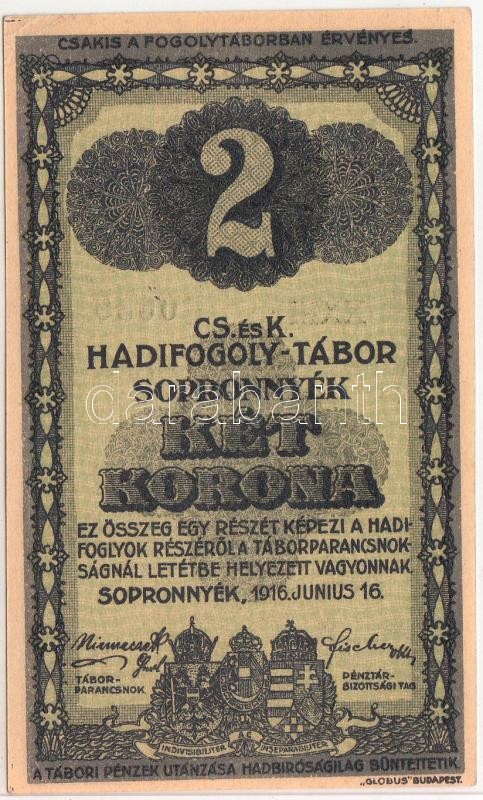 CSAKIS A FOGOLYTÁBORBAN ÉRVÉNYES.
2
CS. ÉS K.
HADIFOGOLY-TÁBOR
SOPRONNYÉK
darabanth
KÉT
KORONA
EZ ÖSSZEG EGY RÉSZÉT KÉPEZI A HADI-
FOGLYOK RÉSZÉRŐL A TÁBORPARANCSNOK-
SÁGNÁL LETÉTBE HELYEZETT VAGYONNAK.
SOPRONNYÉK, 1916. JUNIUS 16.
TÁBOR-
PARANCSNOK
PÉNZTÁR-
BIZOTTSÁGI TAG
INDIVISIBILITER AC INSEPARABILITER
A TÁBORI PÉNZEK UTÁNZÁSA HADBIRÓSÁGILAG BÜNTETTETIK
„GLOBUS" BUDAPEST.